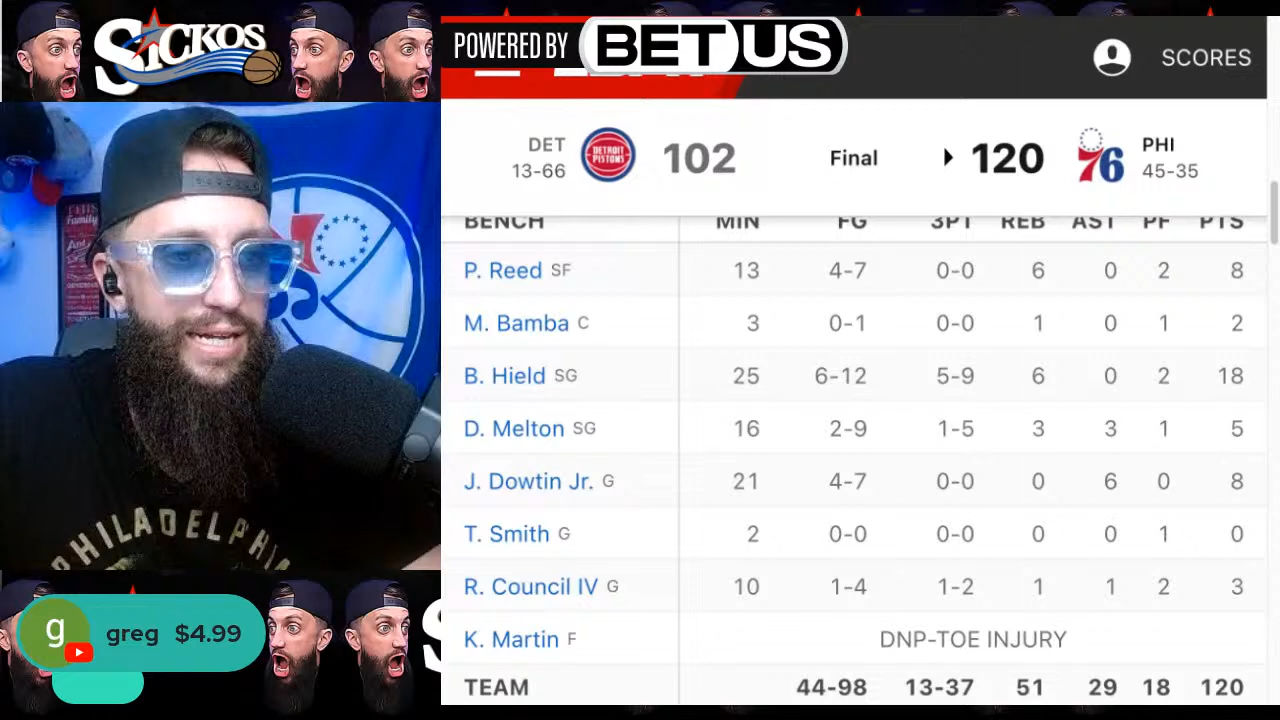 SICKOS
POWERED BY BETUS
SCORES
DET
13-66
DETROIT PISTONS
102
Final
120
76
PHI
45-35
BENCH MIN FG 3PT REB AST PF PTS
P. Reed SF 13 4-7 0-0 6 0 2 8
M. Bamba C 3 0-1 0-0 1 0 1 2
B. Hield SG 25 6-12 5-9 6 0 2 18
D. Melton SG 16 2-9 1-5 3 3 1 5
J. Dowtin Jr. G 21 4-7 0-0 0 6 0 8
T. Smith G 2 0-0 0-0 0 0 1 0
R. Council IV G 10 1-4 1-2 1 1 2 3
K. Martin F DNP-TOE INJURY
TEAM 44-98 13-37 51 29 18 120
Family
PHILADELPHIA
g greg $4.99
S